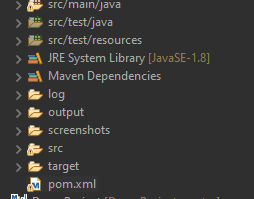 src/main/java
src/test/java
src/test/resources
JRE System Library [JavaSE-1.8]
Maven Dependencies
log
output
screenshots
src
target
pom.xml